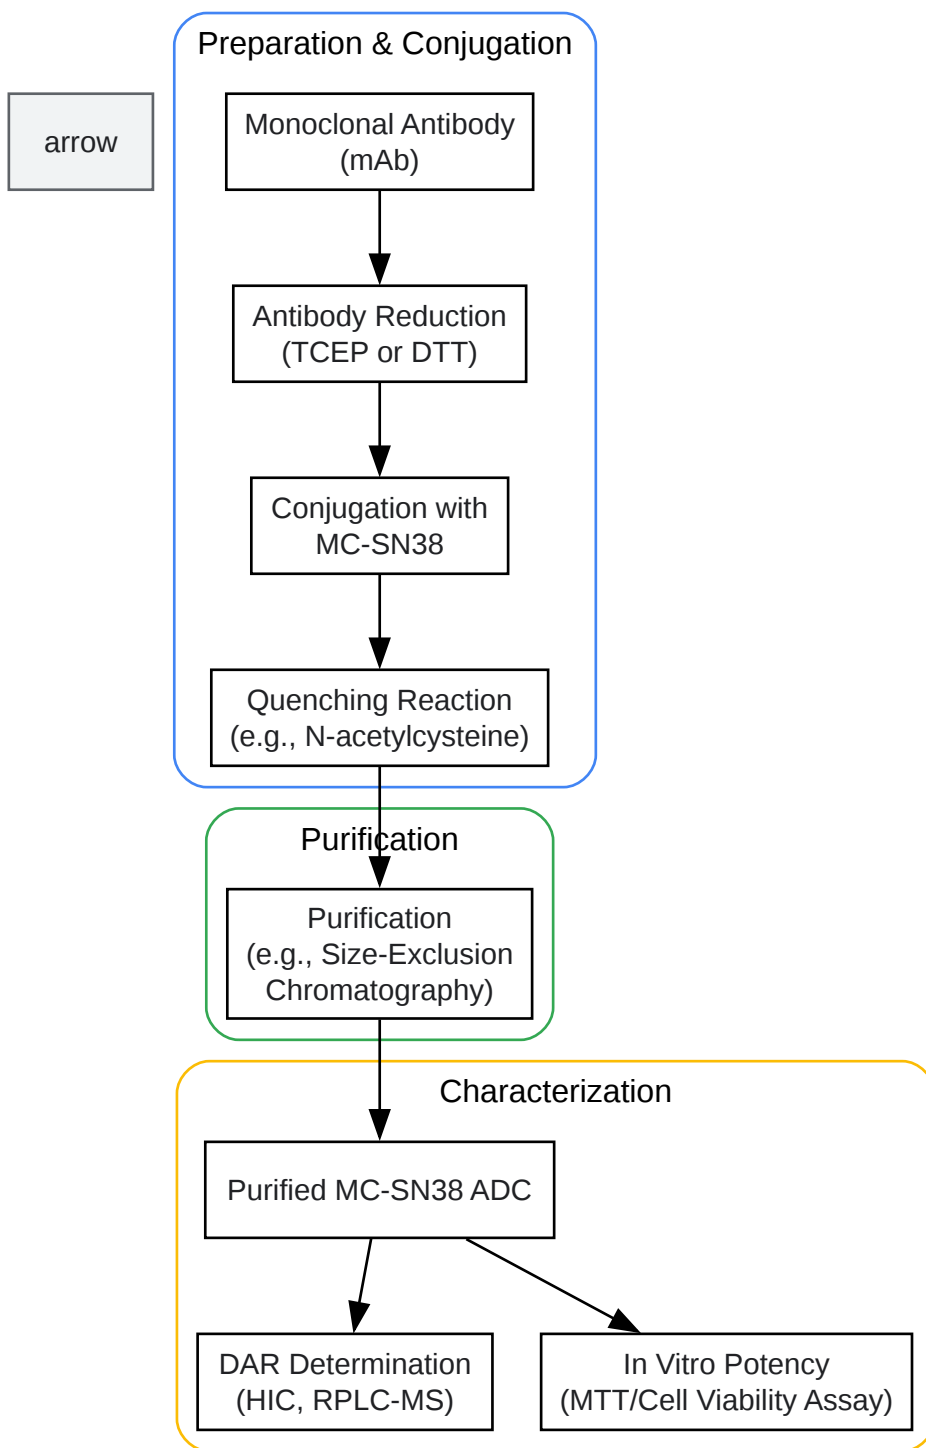 Preparation & Conjugation
arrow
Monoclonal Antibody
(mAb)
Antibody Reduction
(TCEP or DTT)
Conjugation with
MC-SN38
Quenching Reaction
(e.g., N-acetylcysteine)
Purification
Purification
(e.g., Size-Exclusion
Chromatography)
Characterization
Purified MC-SN38 ADC
DAR Determination
(HIC, RPLC-MS)
In Vitro Potency
(MTT/Cell Viability Assay)